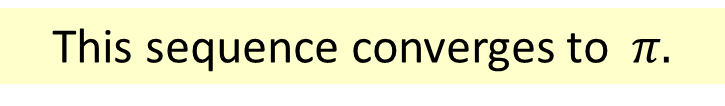 This sequence converges to π.